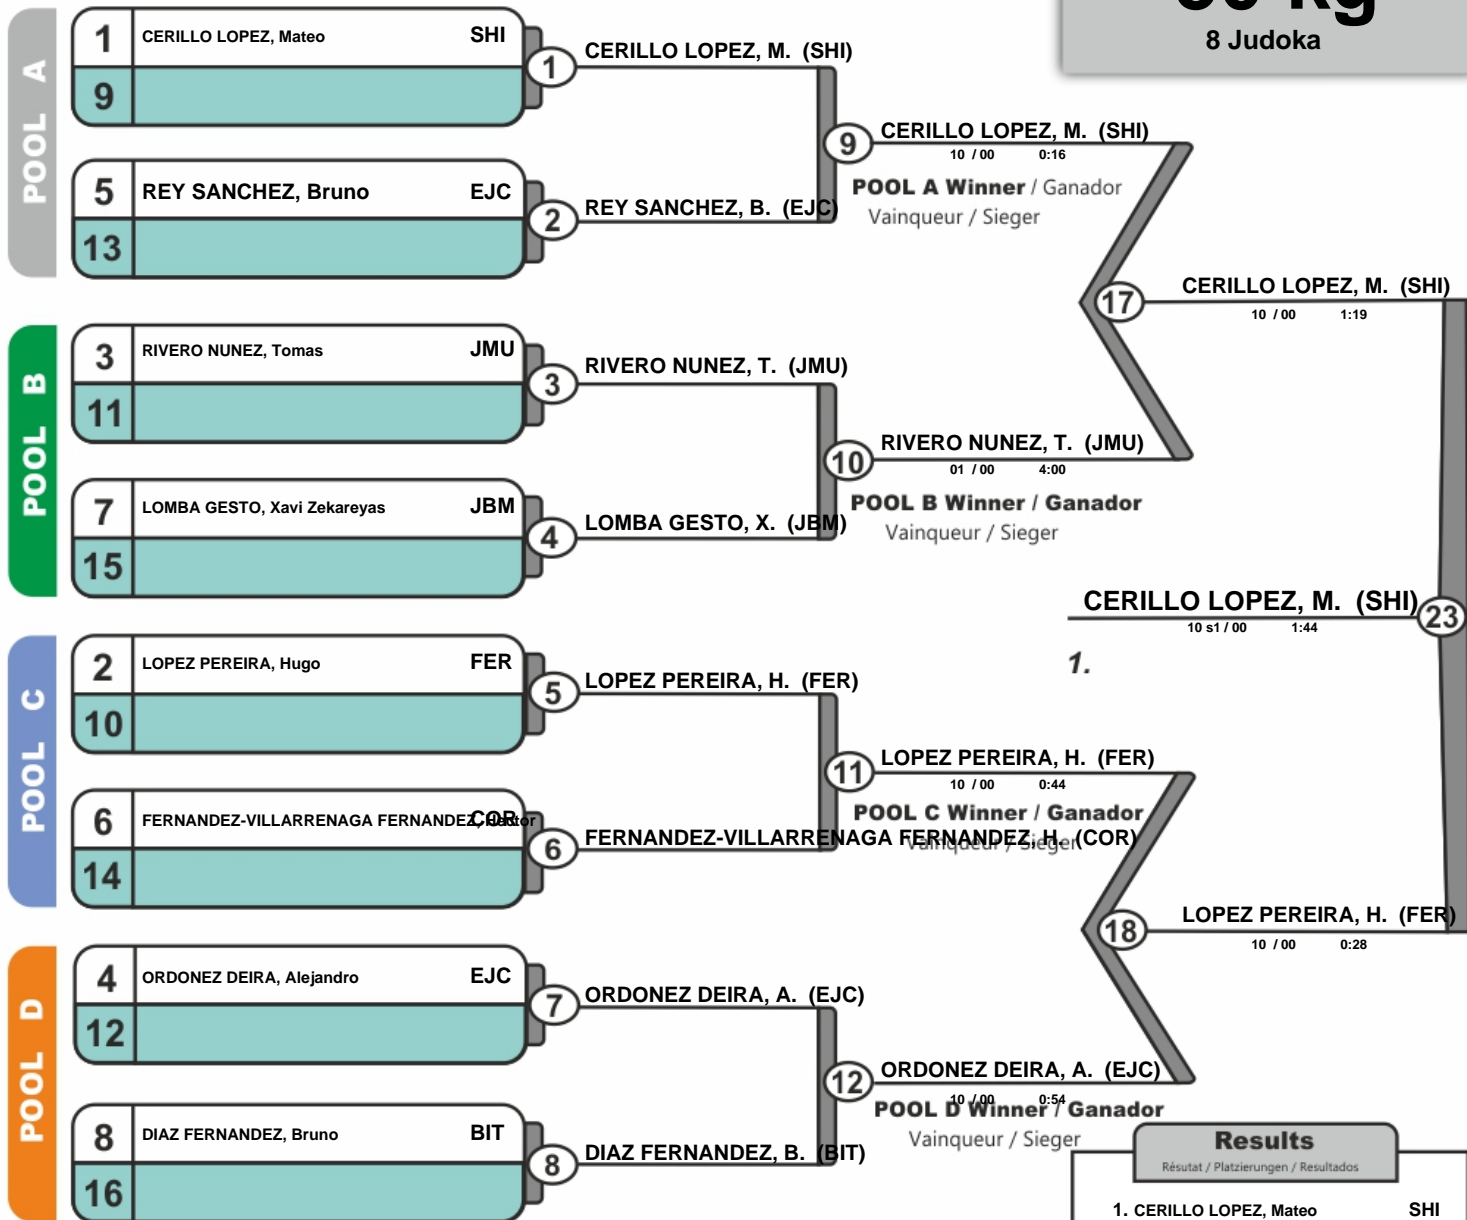 8 Judoka
POOL A
1 CERILLO LOPEZ, Mateo SHI
9
5 REY SANCHEZ, Bruno EJC
13
1 CERILLO LOPEZ, M. (SHI)
2 REY SANCHEZ, B. (EJC)
9 CERILLO LOPEZ, M. (SHI)
10 / 00 0:16
POOL A Winner / Ganador
Vainqueur / Sieger
POOL B
3 RIVERO NUNEZ, Tomas JMU
11
7 LOMBA GESTO, Xavi Zekareyas JBM
15
3 RIVERO NUNEZ, T. (JMU)
4 LOMBA GESTO, X. (JBM)
10 RIVERO NUNEZ, T. (JMU)
01 / 00 4:00
POOL B Winner / Ganador
Vainqueur / Sieger
17 CERILLO LOPEZ, M. (SHI)
10 / 00 1:19
CERILLO LOPEZ, M. (SHI) 23
10 s1 / 00 1:44
1.
POOL C
2 LOPEZ PEREIRA, Hugo FER
10
6 FERNANDEZ-VILLARRENAGA FERNANDEZ, Hector COR
14
5 LOPEZ PEREIRA, H. (FER)
6 FERNANDEZ-VILLARRENAGA FERNANDEZ, H. (COR)
11 LOPEZ PEREIRA, H. (FER)
10 / 00 0:44
POOL C Winner / Ganador
Vainqueur / Sieger
POOL D
4 ORDONEZ DEIRA, Alejandro EJC
12
8 DIAZ FERNANDEZ, Bruno BIT
16
7 ORDONEZ DEIRA, A. (EJC)
8 DIAZ FERNANDEZ, B. (BIT)
12 ORDONEZ DEIRA, A. (EJC)
10 / 00 0:54
POOL D Winner / Ganador
Vainqueur / Sieger
18 LOPEZ PEREIRA, H. (FER)
10 / 00 0:28
Results
Résutat / Platzierungen / Resultados
1. CERILLO LOPEZ, Mateo SHI